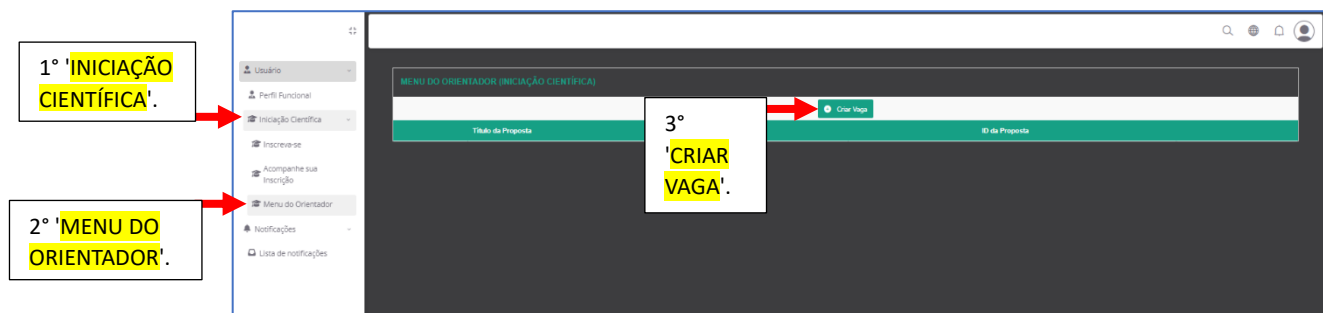 1° 'INICIAÇÃO
CIENTÍFICA'.
2° 'MENU DO
ORIENTADOR'.
Usuário
Perfil Funcional
Iniciação Científica
Inscreva-se
Acompanhe sua
Inscrição
Menu do Orientador
Notificações
Lista de notificações
MENU DO ORIENTADOR (INICIAÇÃO CIENTÍFICA)
Criar Vaga
Título da Proposta
ID da Proposta
3°
'CRIAR
VAGA'.